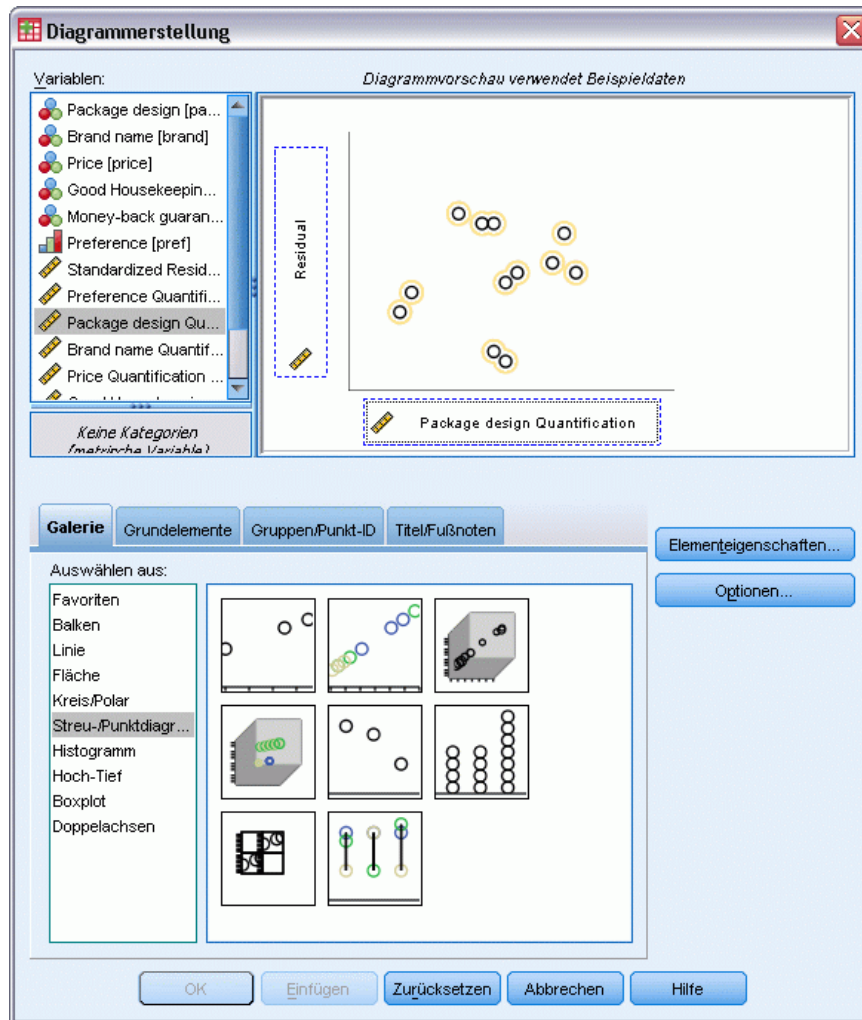 Diagrammerstellung
Variablen:
Diagrammvorschau verwendet Beispieldaten
Package design [pa...
Brand name [brand]
Price [price]
Good Housekeepin...
Money-back guaran...
Preference [pref]
Standardized Resid...
Preference Quantifi...
Package design Qu...
Brand name Quantif...
Price Quantification ...
Keine Kategorien
(metrische Variable)
Residual
Package design Quantification
Galerie
Grundelemente
Gruppen/Punkt-ID
Titel/Fußnoten
Elementeigenschaften...
Optionen...
Auswählen aus:
Favoriten
Balken
Linie
Fläche
Kreis/Polar
Streu-/Punktdiagr...
Histogramm
Hoch-Tief
Boxplot
Doppelachsen
OK
Einfügen
Zurücksetzen
Abbrechen
Hilfe